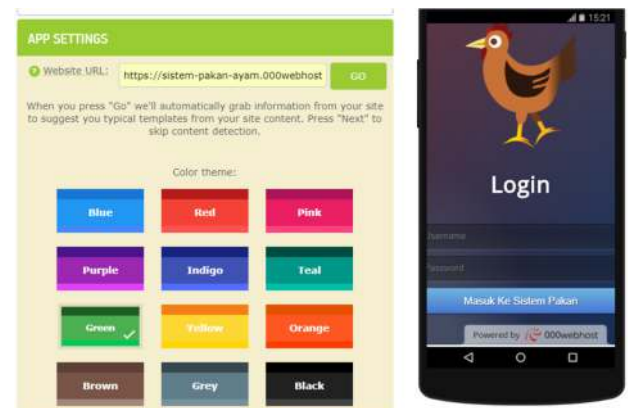 APP SETTINGS
Website URL:
https://sistem-pakan-ayam.000webhost
GO
When you press "Go" we'll automatically grab information from your site
to suggest you typical templates from your site content. Press "Next" to
skip content detection.
Color theme:
Blue
Red
Pink
Purple
Indigo
Teal
Green
Yellow
Orange
Brown
Grey
Black
15:21
Login
Username
Password
Masuk Ke Sistem Pakan
Powered by 000webhost